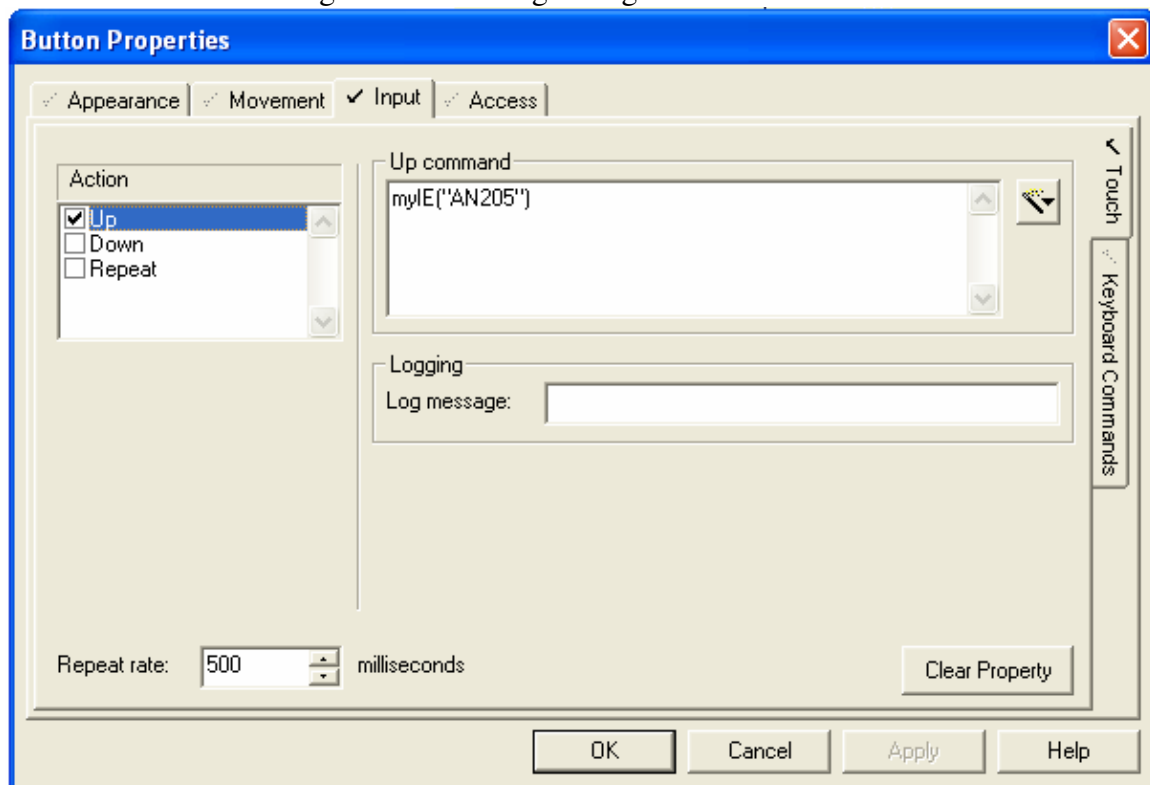 Button Properties
Appearance Movement Input Access
Action
Up
Down
Repeat
Up command
myIE("AN205")
Logging
Log message:
Touch
Keyboard Commands
Repeat rate: 500 milliseconds
Clear Property
OK Cancel Apply Help